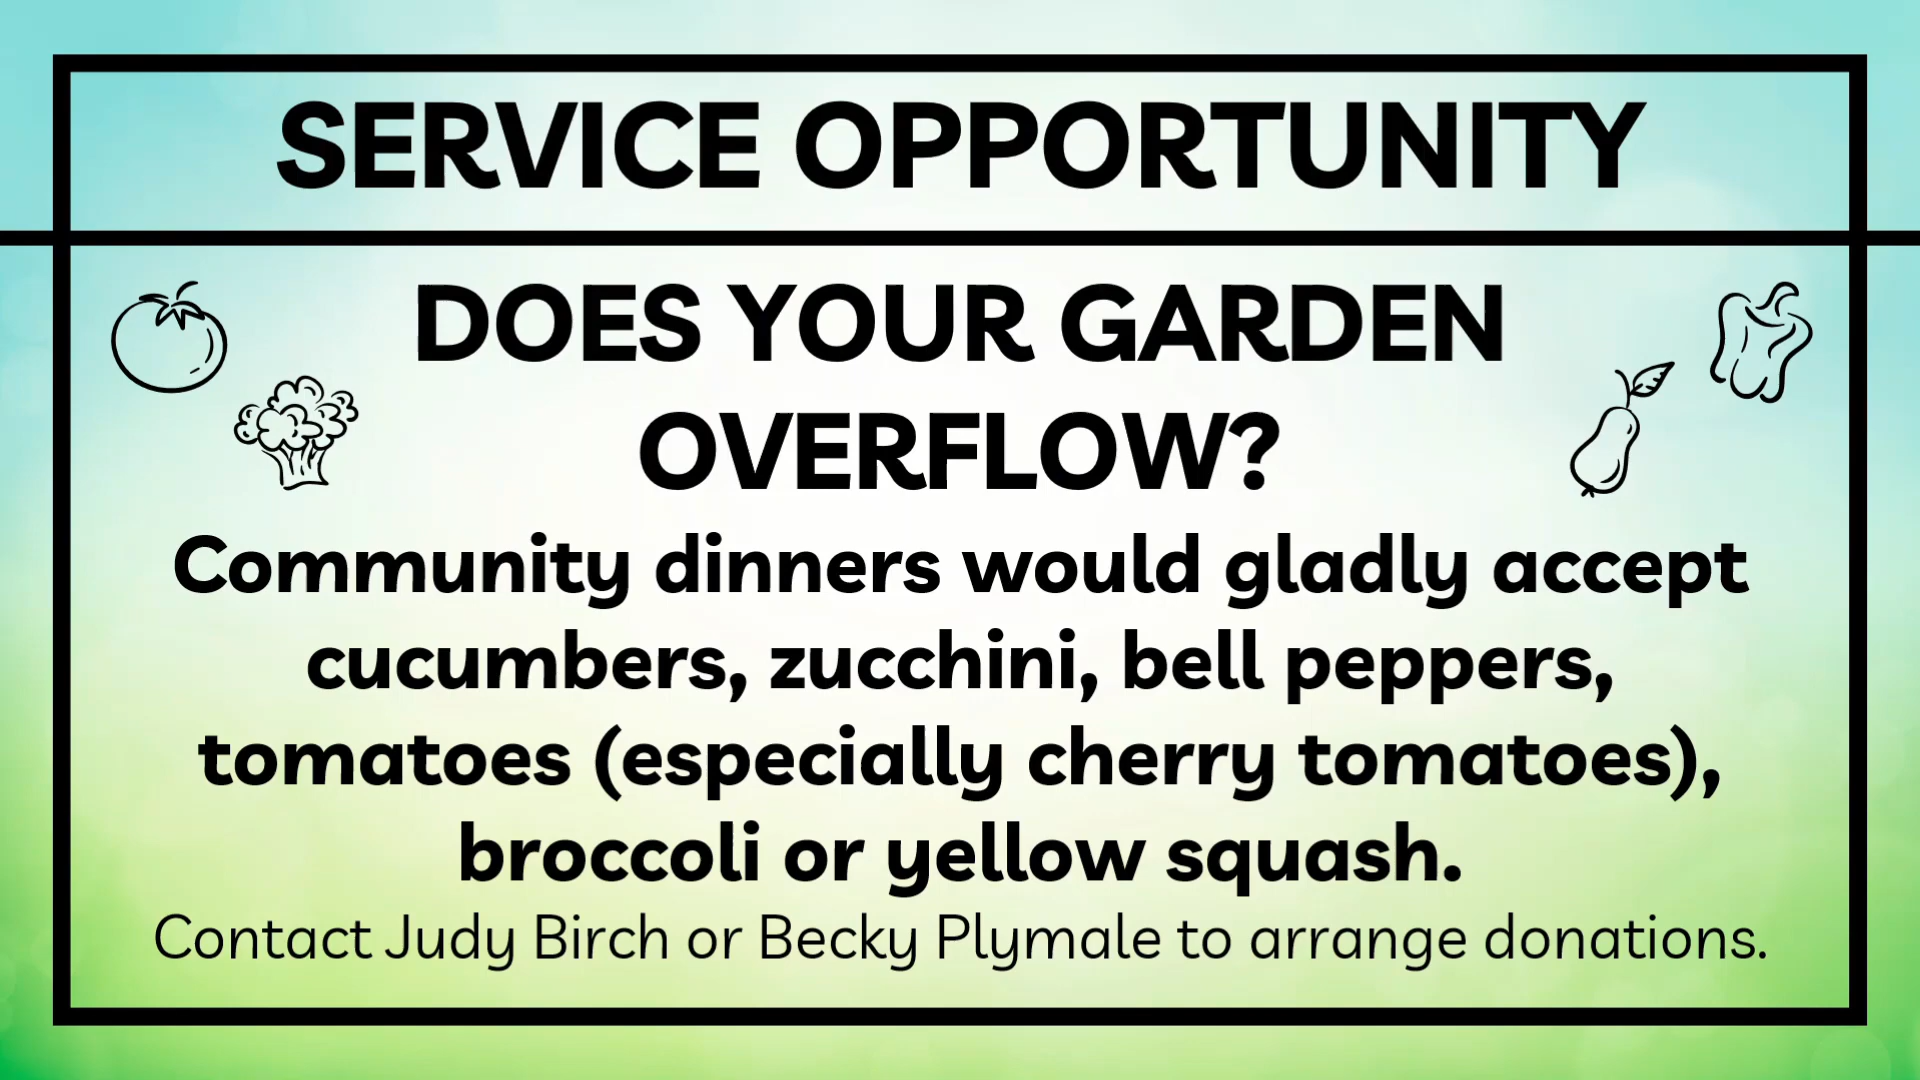 SERVICE OPPORTUNITY
DOES YOUR GARDEN
OVERFLOW?
Community dinners would gladly accept
cucumbers, zucchini, bell peppers,
tomatoes (especially cherry tomatoes),
broccoli or yellow squash.
Contact Judy Birch or Becky Plymale to arrange donations.